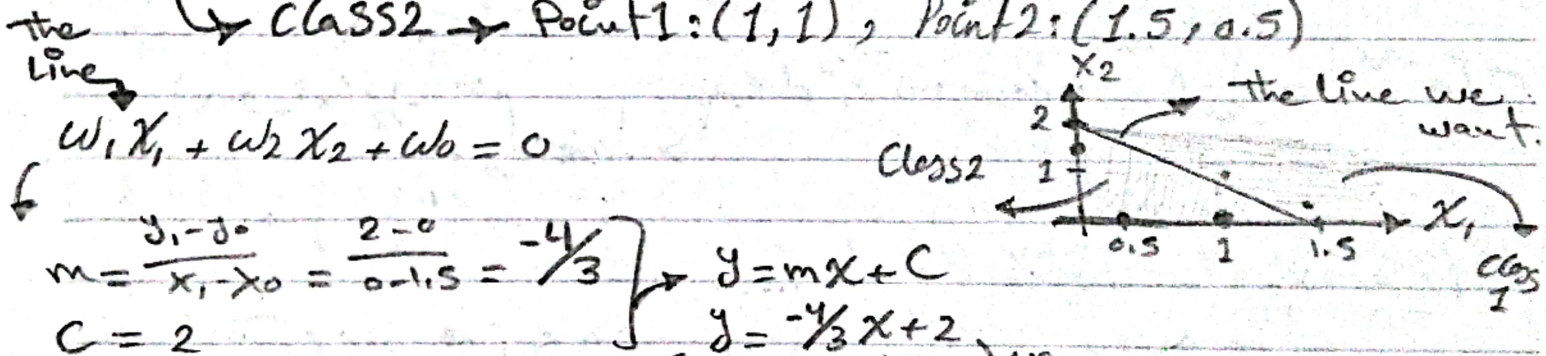 the ↳ Class2 → Point1:(1,1), Point2:(1.5, 0.5)
Line
w₁X₁ + w₂X₂ + w₀ = 0
m = (y₁-y₀)/(x₁-x₀) = (2-0)/(0-1.5) = -4/3
C = 2
y = mx + C
y = -4/3 x + 2
X2
the line we
want.
2
Class2
1
X₁
0.5 1 1.5
Class
1